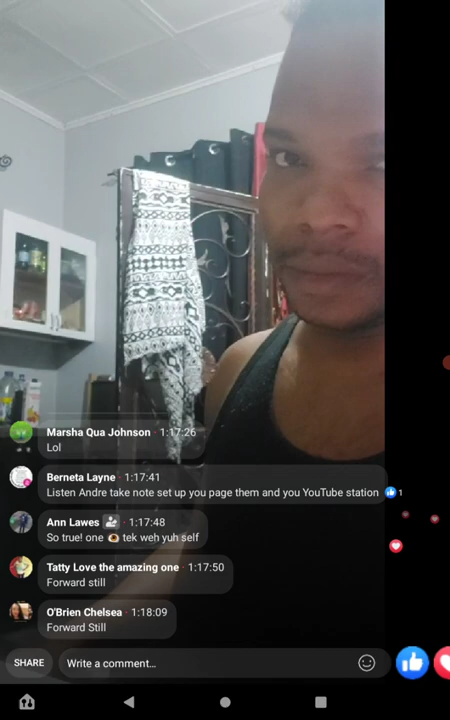 Marsha Qua Johnson · 1:17:26
Lol
Berneta Layne · 1:17:41
Listen Andre take note set up you page them and you YouTube station 1
Ann Lawes · 1:17:48
So true! one 👁 tek weh yuh self
Tatty Love the amazing one · 1:17:50
Forward still
O'Brien Chelsea · 1:18:09
Forward Still
SHARE Write a comment...